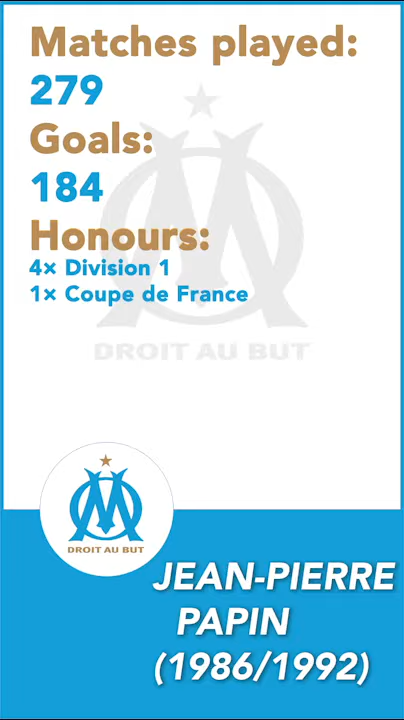 Matches played:
279
Goals:
184
Honours:
4× Division 1
1× Coupe de France
DROIT AU BUT
DROIT AU BUT
JEAN-PIERRE
PAPIN
(1986/1992)